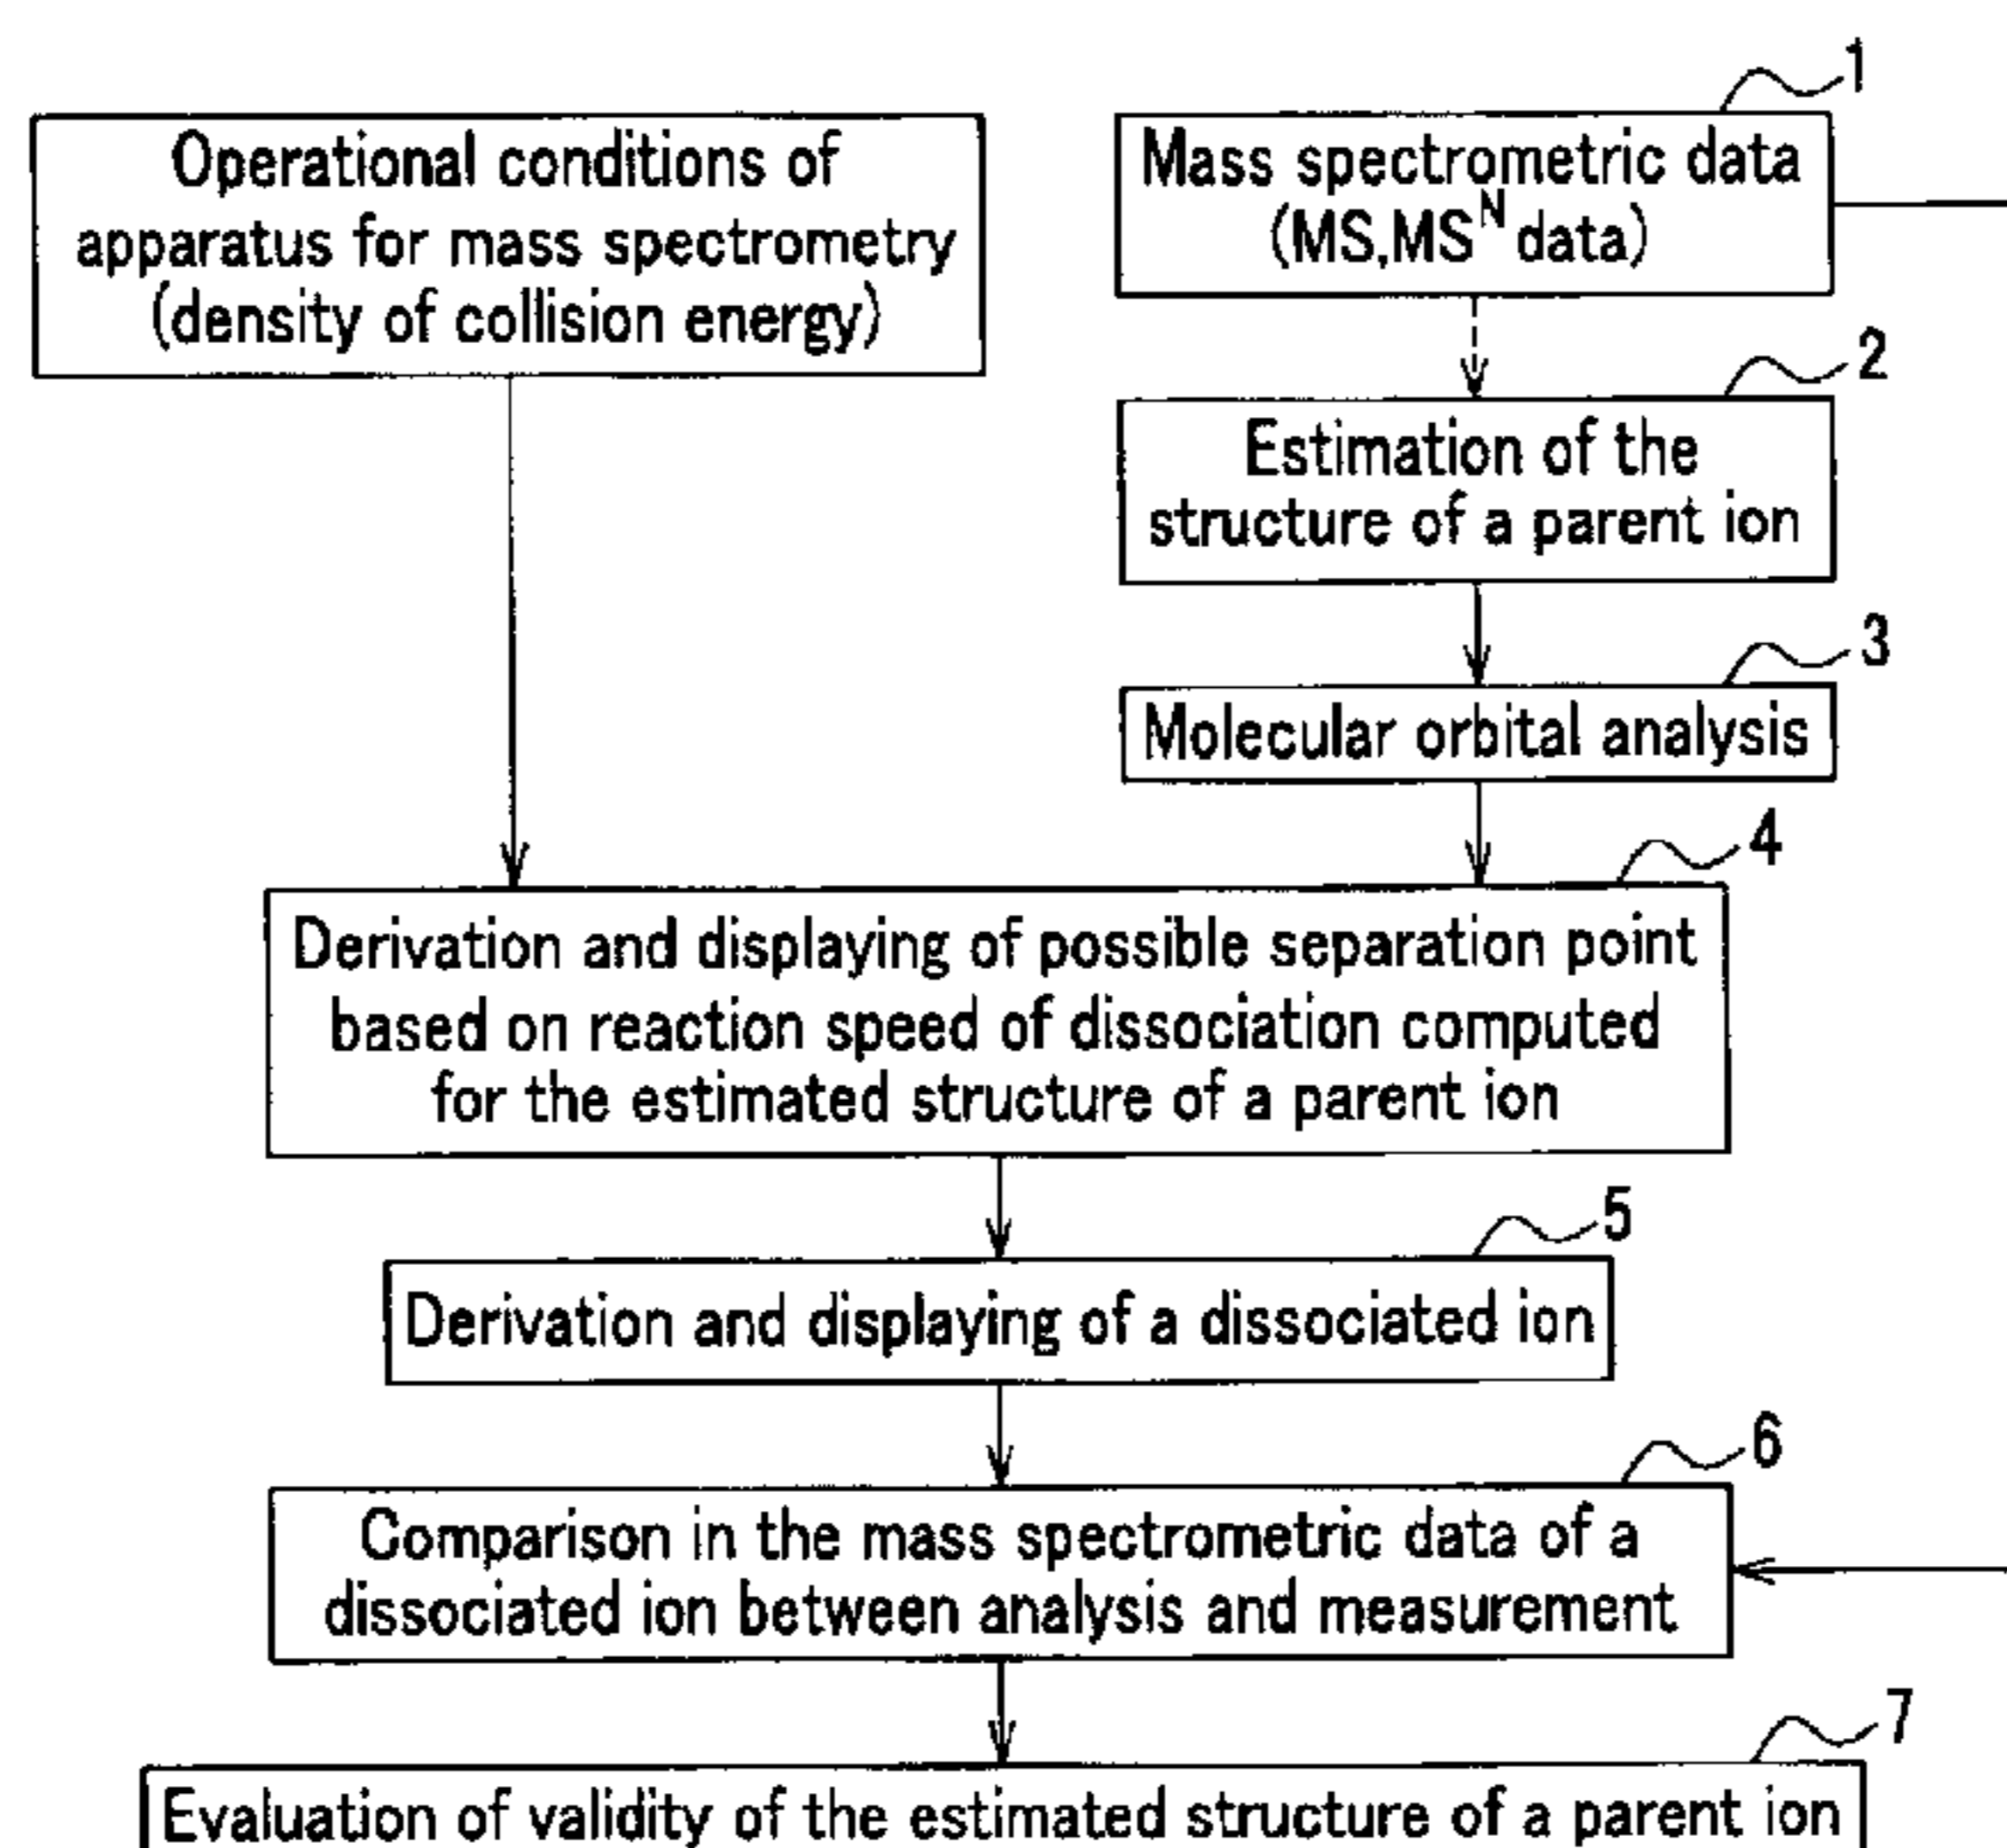 Operational conditions of
apparatus for mass spectrometry
(density of collision energy)
1
Mass spectrometric data
(MS,MS^N data)
2
Estimation of the
structure of a parent ion
3
Molecular orbital analysis
4
Derivation and displaying of possible separation point
based on reaction speed of dissociation computed
for the estimated structure of a parent ion
5
Derivation and displaying of a dissociated ion
6
Comparison in the mass spectrometric data of a
dissociated ion between analysis and measurement
7
Evaluation of validity of the estimated structure of a parent ion